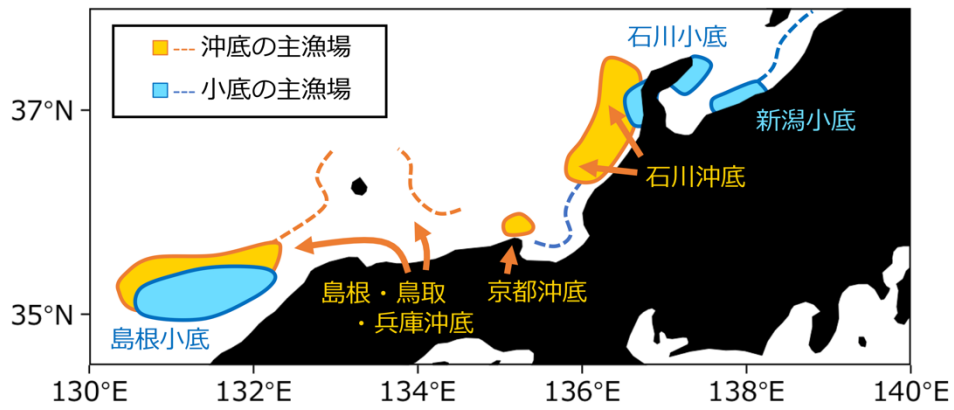 沖底の主漁場
小底の主漁場
石川小底
37°N
新潟小底
石川沖底
島根・鳥取
・兵庫沖底
京都沖底
35°N
島根小底
130°E
132°E
134°E
136°E
138°E
140°E